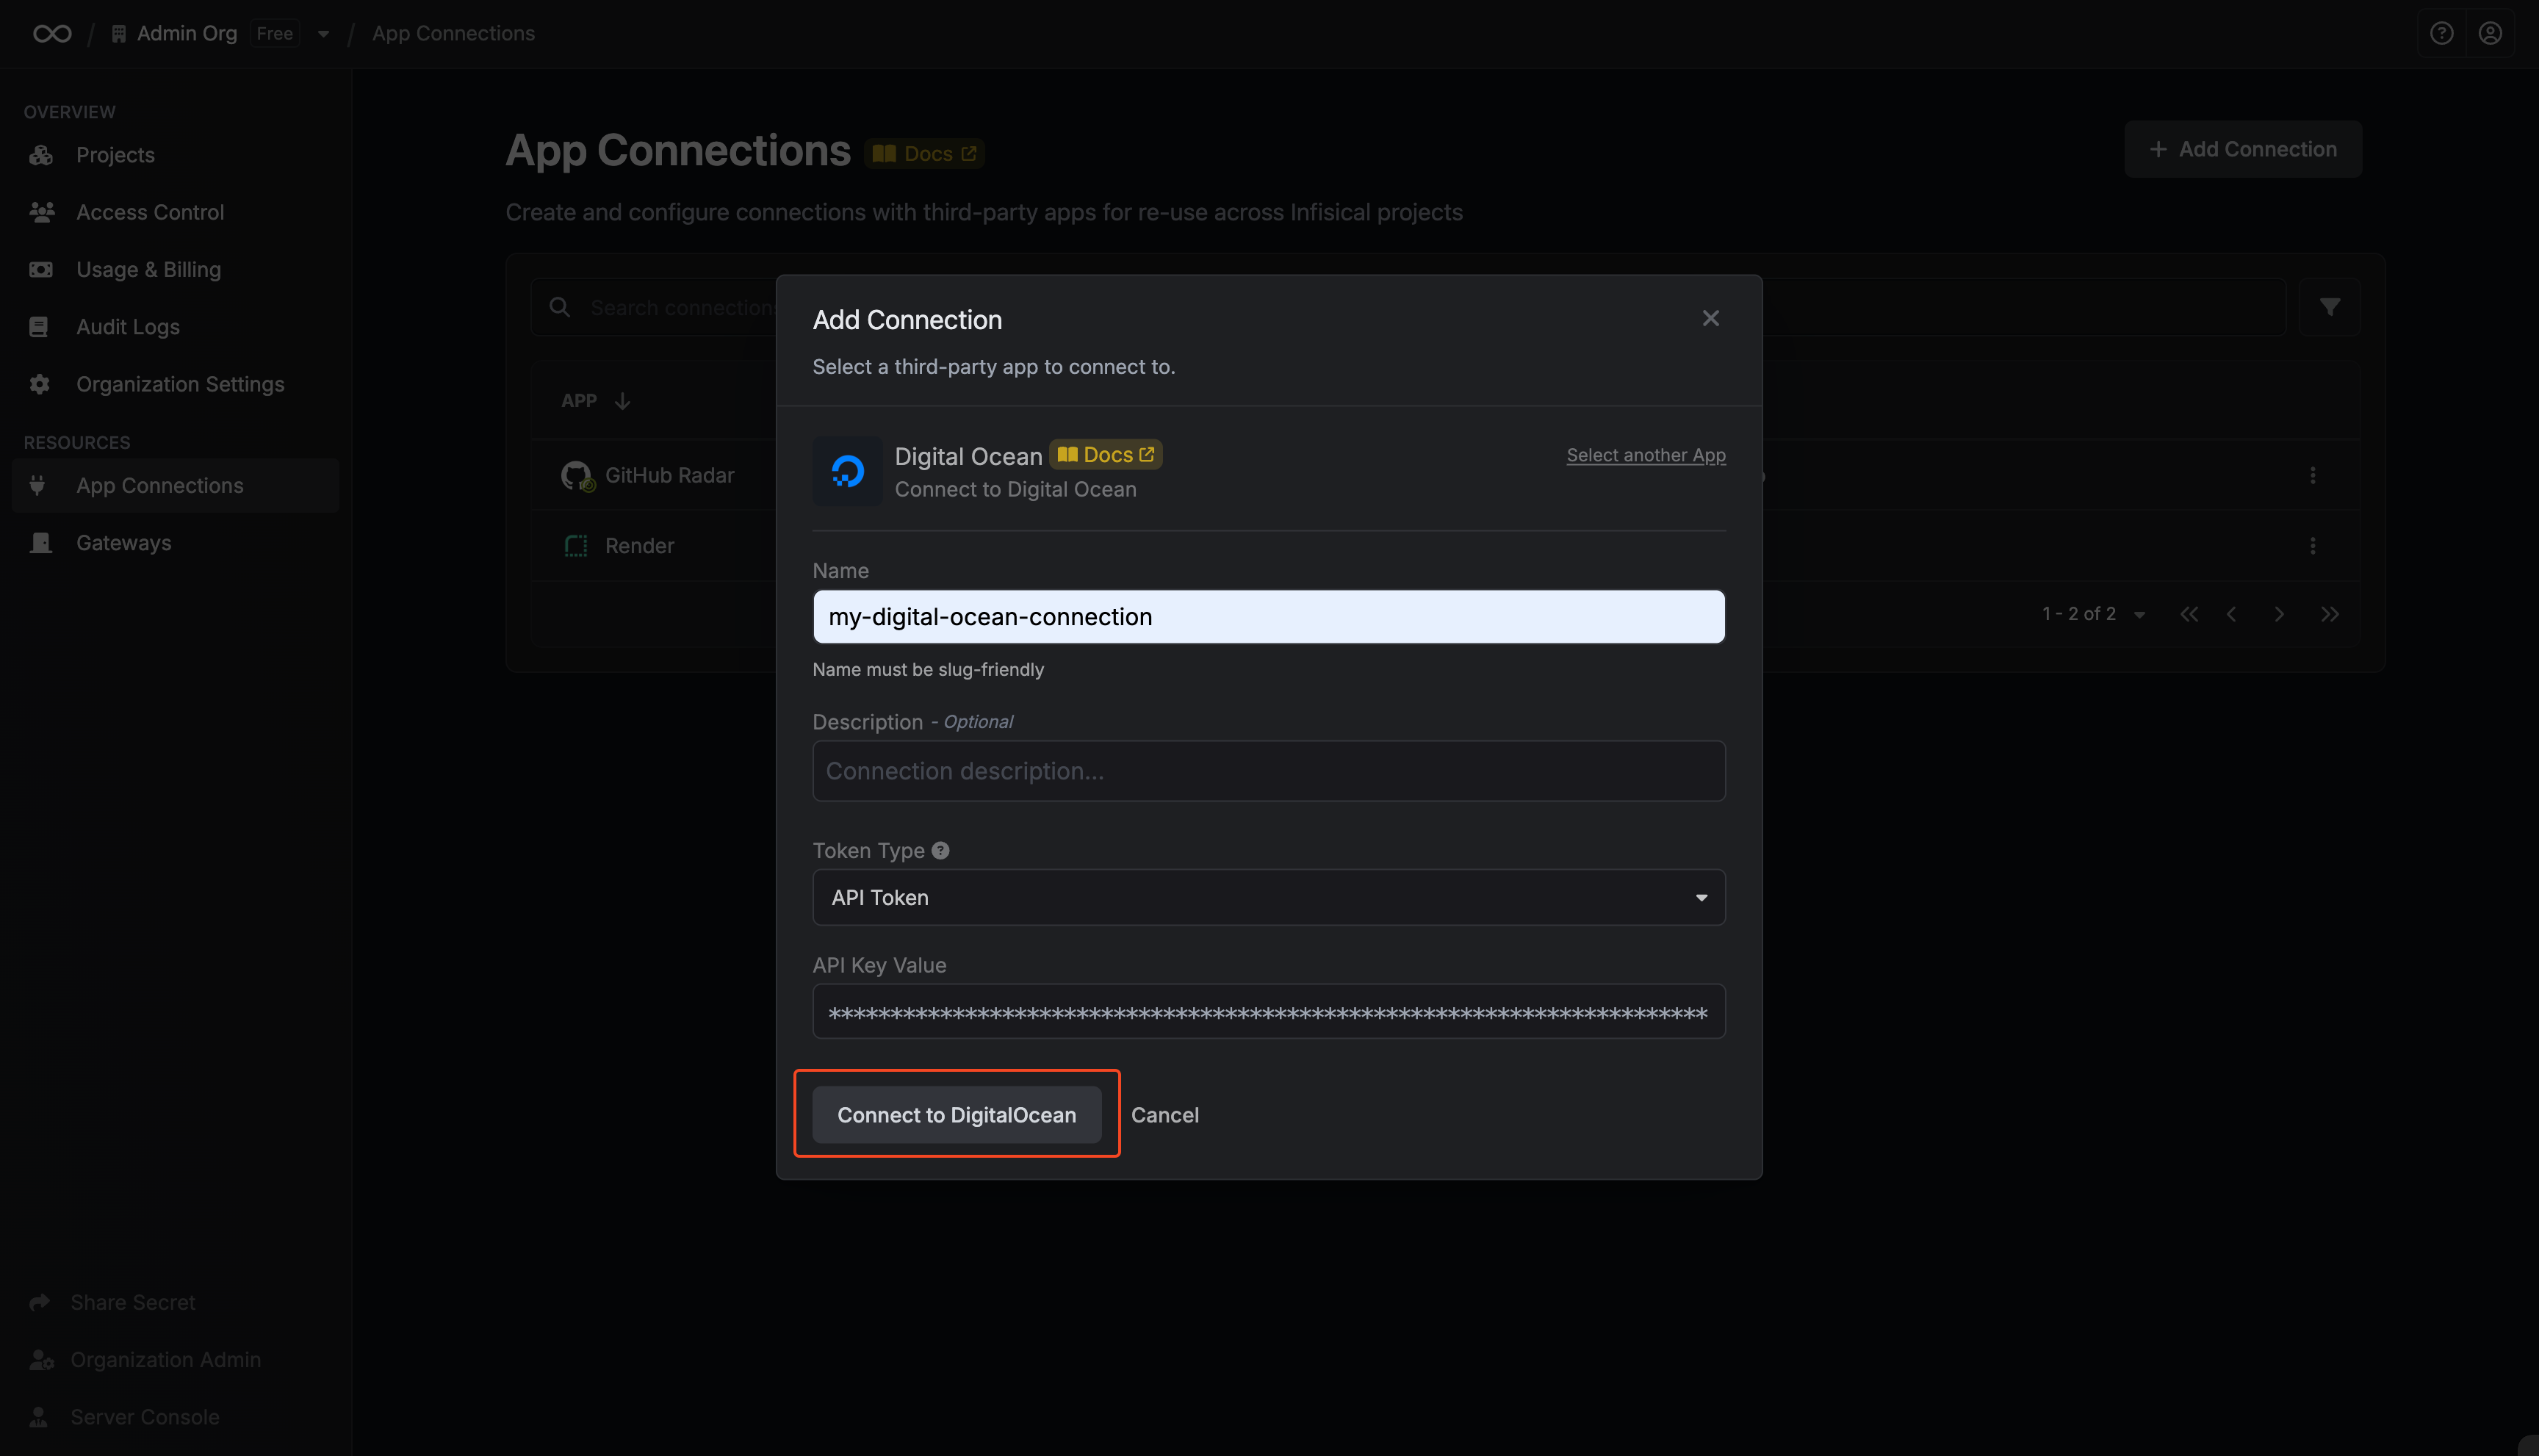 Admin Org Free App Connections
OVERVIEW
Projects
Access Control
Usage & Billing
Audit Logs
Organization Settings
RESOURCES
App Connections
Gateways
Share Secret
Organization Admin
Server Console
App Connections Docs
+ Add Connection
Create and configure connections with third-party apps for re-use across Infisical projects
Search connections
APP
GitHub Radar
Render
1 - 2 of 2
Add Connection
Select a third-party app to connect to.
Digital Ocean Docs
Select another App
Connect to Digital Ocean
Name
my-digital-ocean-connection
Name must be slug-friendly
Description - Optional
Connection description...
Token Type
API Token
API Key Value
***********************************************************************
Connect to DigitalOcean
Cancel